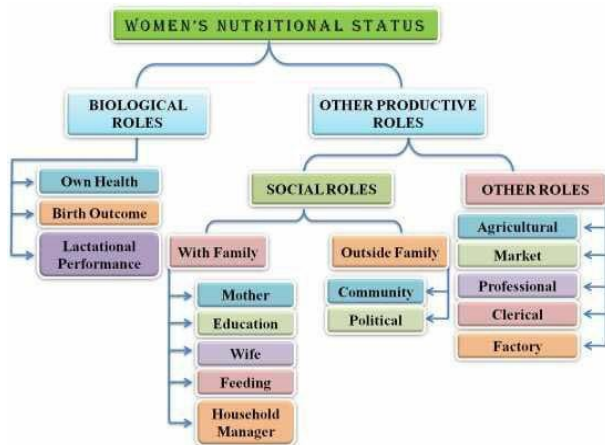 WOMEN'S NUTRITIONAL STATUS
BIOLOGICAL
ROLES
OTHER PRODUCTIVE
ROLES
Own Health
Birth Outcome
Lactational
Performance
SOCIAL ROLES
OTHER ROLES
With Family
Outside Family
Mother
Education
Wife
Feeding
Household
Manager
Community
Political
Agricultural
Market
Professional
Clerical
Factory